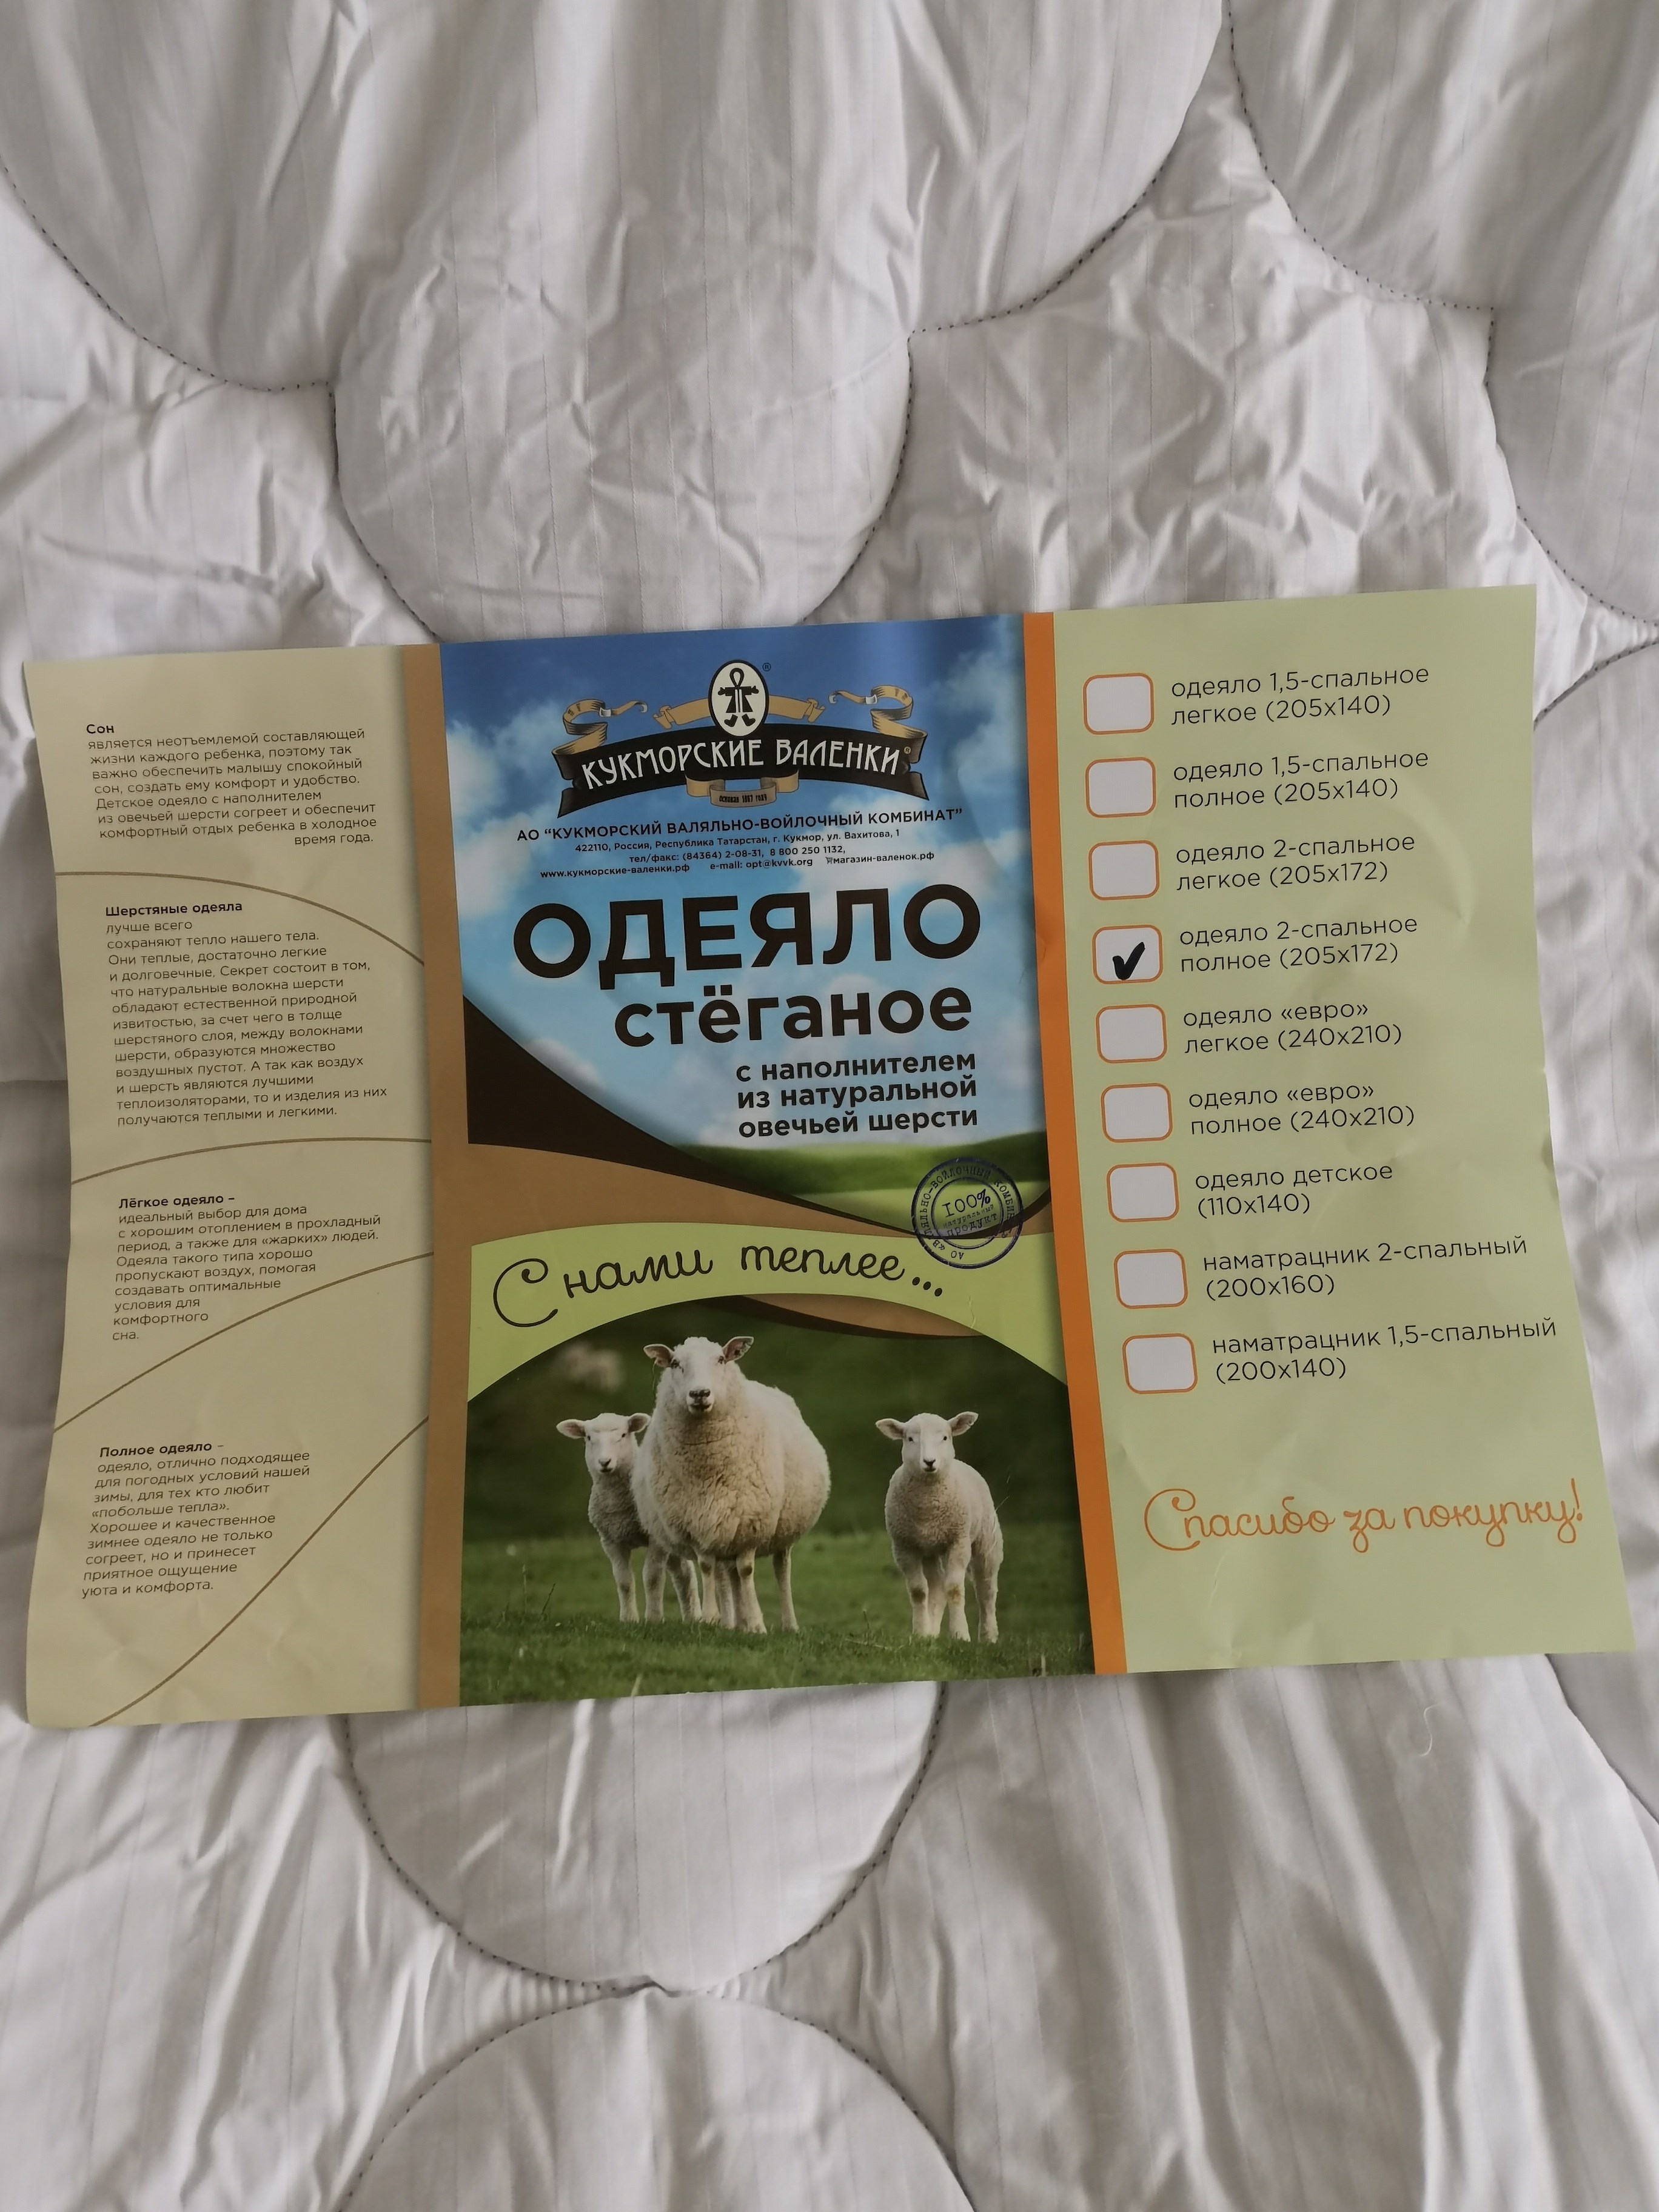 Сон
является неотъемлемой составляющей
жизни каждого ребенка, поэтому так
важно обеспечить малышу спокойный
сон, создать ему комфорт и удобство.
Детское одеяло с наполнителем
из овечьей шерсти согреет и обеспечит
комфортный отдых ребенка в холодное
время года.
Шерстяные одеяла
лучше всего
сохраняют тепло нашего тела.
Они теплые, достаточно легкие
и долговечные. Секрет состоит в том,
что натуральные волокна шерсти
обладают естественной природной
извитостью, за счет чего в толще
шерстяного слоя, между волокнами
шерсти, образуются множество
воздушных пустот. А так как воздух
и шерсть являются лучшими
теплоизоляторами, то и изделия из них
получаются теплыми и легкими.
Лёгкое одеяло –
идеальный выбор для дома
с хорошим отоплением в прохладный
период, а также для «жарких» людей.
Одеяла такого типа хорошо
пропускают воздух, помогая
создавать оптимальные
условия для
комфортного
сна.
Полное одеяло –
одеяло, отлично подходящее
для погодных условий нашей
зимы, для тех кто любит
«побольше тепла».
Хорошее и качественное
зимнее одеяло не только
согреет, но и принесет
приятное ощущение
уюта и комфорта.
®
КУКМОРСКИЕ ВАЛЕНКИ®
основан 1867 году
АО "КУКМОРСКИЙ ВАЛЯЛЬНО-ВОЙЛОЧНЫЙ КОМБИНАТ"
422110, Россия, Республика Татарстан, г. Кукмор, ул. Вахитова, 1
тел/факс: (84364) 2-08-31, 8 800 250 1132,
www.кукморские-валенки.рф e-mail: opt@kvvk.org магазин-валенок.рф
ОДЕЯЛО
стёганое
с наполнителем
из натуральной
овечьей шерсти
100%
натуральный
продукт
С нами теплее...
одеяло 1,5-спальное
легкое (205х140)
одеяло 1,5-спальное
полное (205х140)
одеяло 2-спальное
легкое (205х172)
одеяло 2-спальное
полное (205х172)
одеяло «евро»
легкое (240х210)
одеяло «евро»
полное (240х210)
одеяло детское
(110х140)
наматрацник 2-спальный
(200х160)
наматрацник 1,5-спальный
(200х140)
Спасибо за покупку!